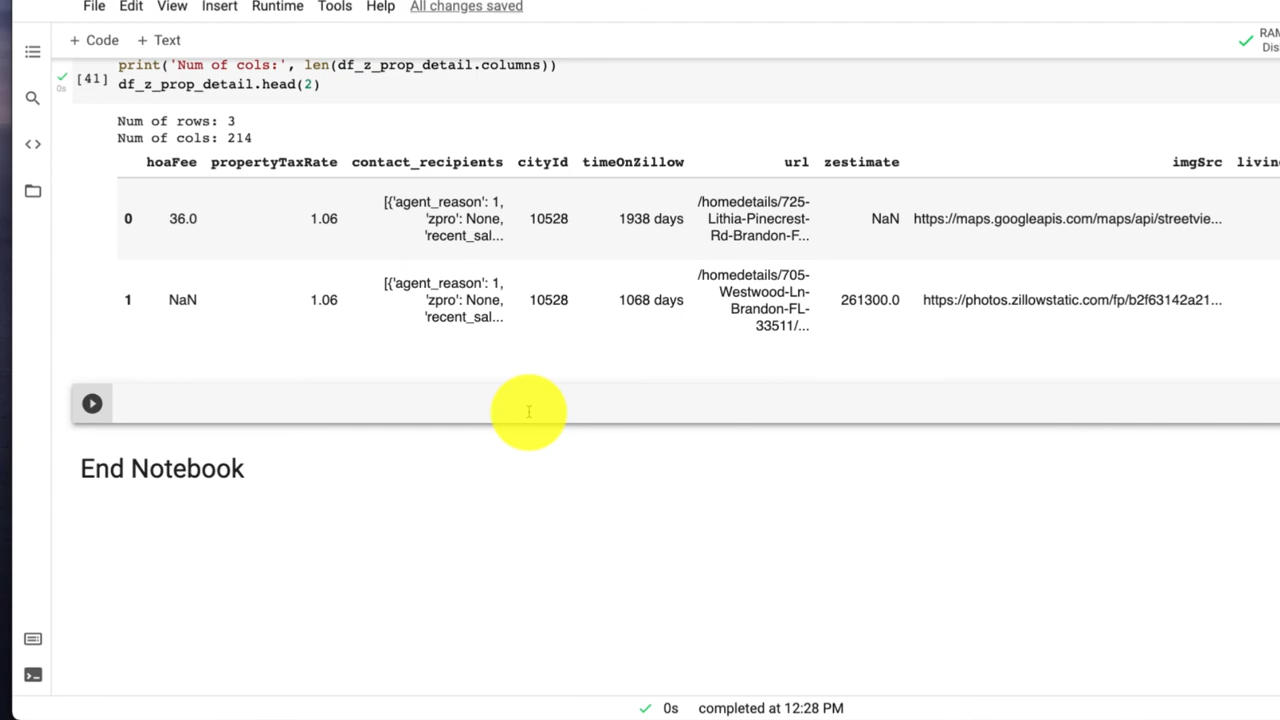 File Edit View Insert Runtime Tools Help All changes saved
+ Code + Text
RAM
Dis
print('Num of cols:', len(df_z_prop_detail.columns))
[41]
0s
df_z_prop_detail.head(2)
Num of rows: 3
Num of cols: 214
hoaFee propertyTaxRate contact_recipients cityId timeOnZillow url zestimate imgSrc livin
0 36.0 1.06 [{'agent_reason': 1, 'zpro': None, 'recent_sal... 10528 1938 days /homedetails/725-Lithia-Pinecrest-Rd-Brandon-F... NaN https://maps.googleapis.com/maps/api/streetvie...
1 NaN 1.06 [{'agent_reason': 1, 'zpro': None, 'recent_sal... 10528 1068 days /homedetails/705-Westwood-Ln-Brandon-FL-33511/... 261300.0 https://photos.zillowstatic.com/fp/b2f63142a21...
End Notebook
0s completed at 12:28 PM